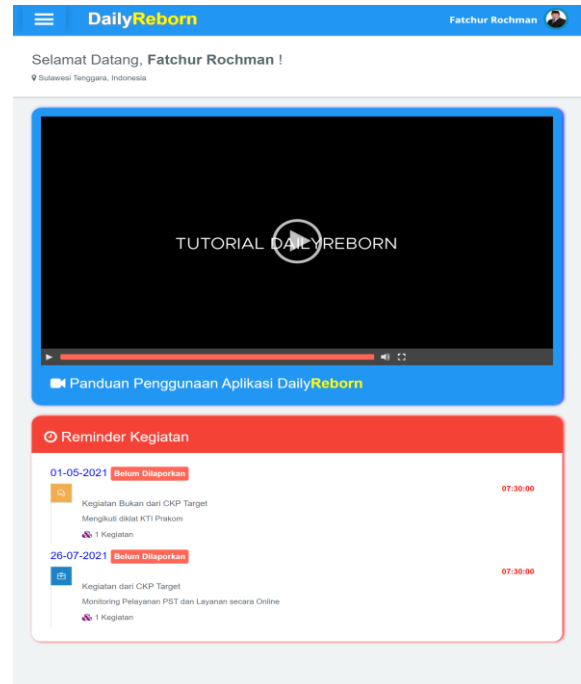 DailyReborn
Fatchur Rochman
Selamat Datang, Fatchur Rochman !
Sulawesi Tenggara, Indonesia
TUTORIAL DAILYREBORN
Panduan Penggunaan Aplikasi DailyReborn
Reminder Kegiatan
01-05-2021 Belum Dilaporkan
07:30:00
Kegiatan Bukan dari CKP Target
Mengikuti diklat KTI Prakom
1 Kegiatan
26-07-2021 Belum Dilaporkan
07:30:00
Kegiatan dari CKP Target
Monitoring Pelayanan PST dan Layanan secara Online
1 Kegiatan